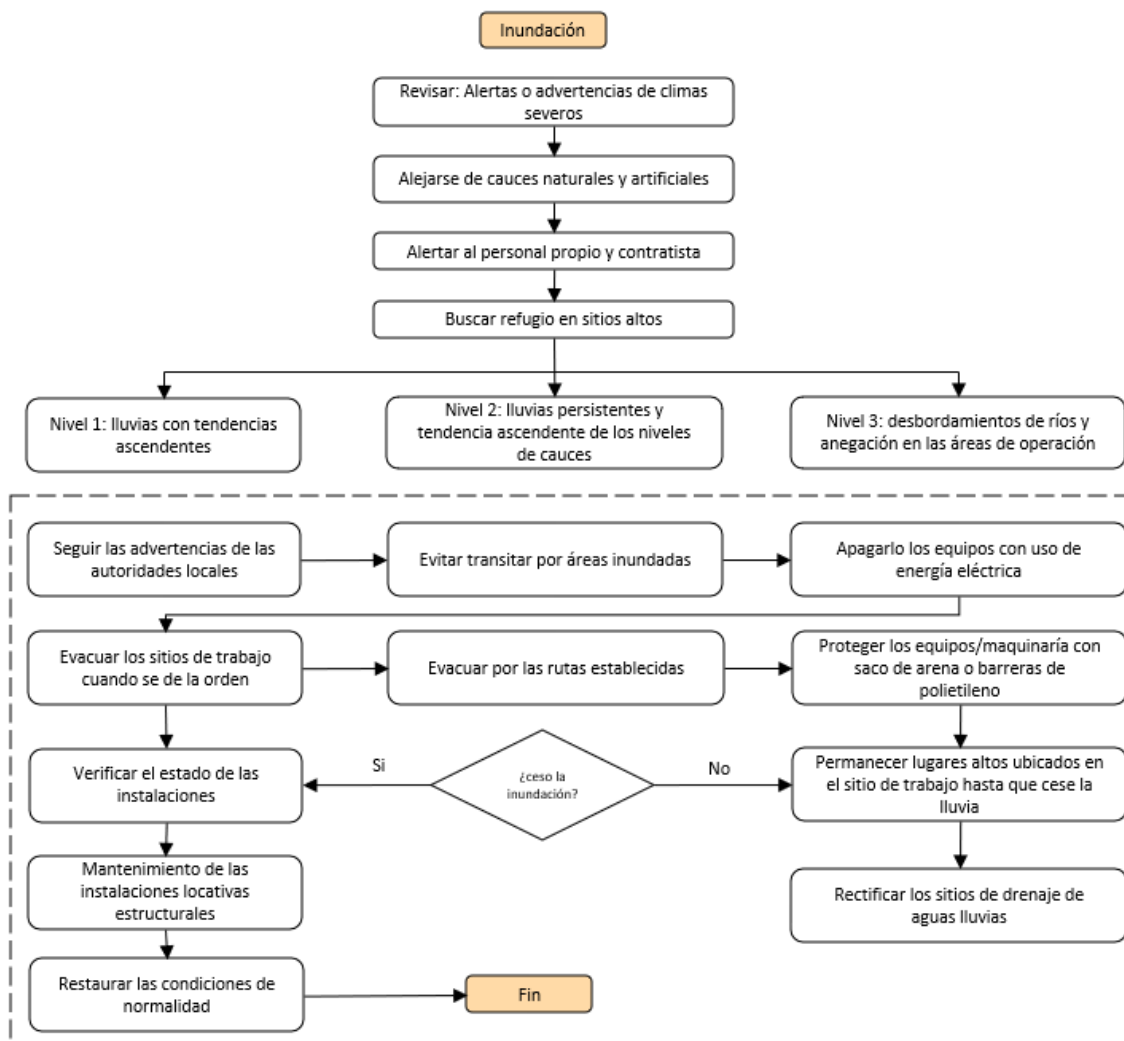 Inundación
Revisar: Alertas o advertencias de climas
severos
Alejarse de cauces naturales y artificiales
Alertar al personal propio y contratista
Buscar refugio en sitios altos
Nivel 1: lluvias con tendencias
ascendentes
Nivel 2: lluvias persistentes y
tendencia ascendente de los niveles
de cauces
Nivel 3: desbordamientos de ríos y
anegación en las áreas de operación
Seguir las advertencias de las
autoridades locales
Evitar transitar por áreas inundadas
Apagarlo los equipos con uso de
energía eléctrica
Evacuar los sitios de trabajo
cuando se de la orden
Evacuar por las rutas establecidas
Proteger los equipos/maquinaría con
saco de arena o barreras de
polietileno
Verificar el estado de las
instalaciones
Si
¿ceso la
inundación?
No
Permanecer lugares altos ubicados en
el sitio de trabajo hasta que cese la
lluvia
Mantenimiento de las
instalaciones locativas
estructurales
Rectificar los sitios de drenaje de
aguas lluvias
Restaurar las condiciones de
normalidad
Fin